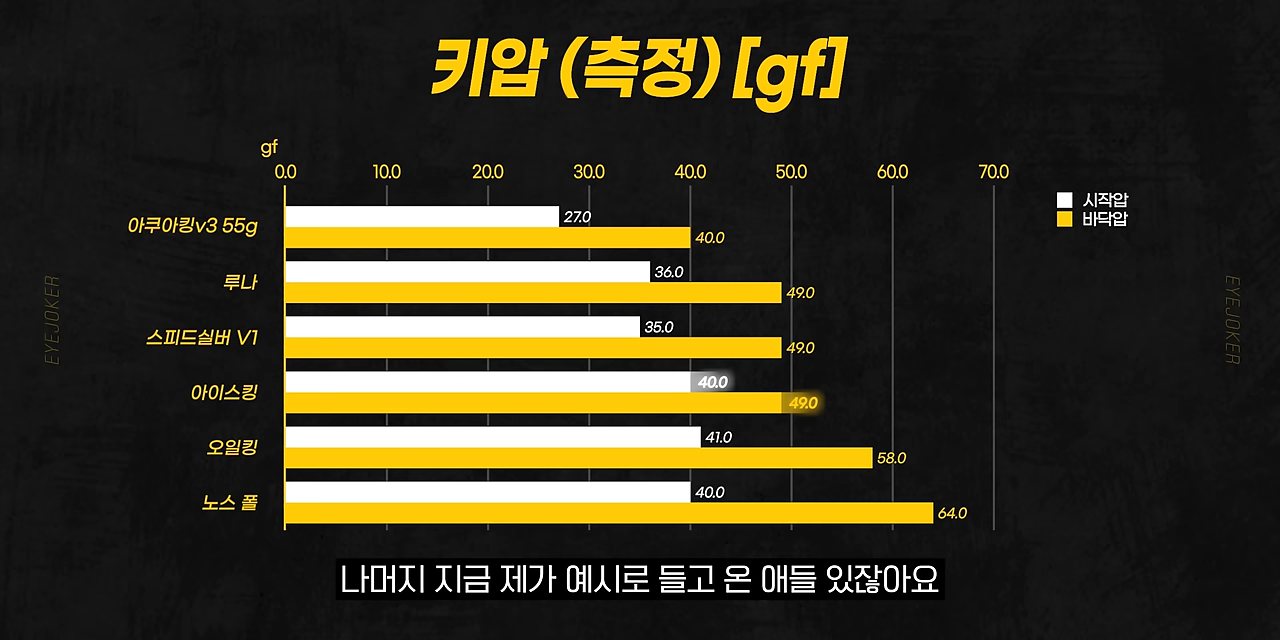 키압 (측정) [gf]
gf
0.0 10.0 20.0 30.0 40.0 50.0 60.0 70.0
시작압
바닥압
아쿠아킹v3 55g 27.0
40.0
루나 36.0
49.0
스피드실버 V1 35.0
49.0
아이스킹 40.0
49.0
오일킹 41.0
58.0
노스 폴 40.0
64.0
EYEJOKER
EYEJOKER
나머지 지금 제가 예시로 들고 온 애들 있잖아요